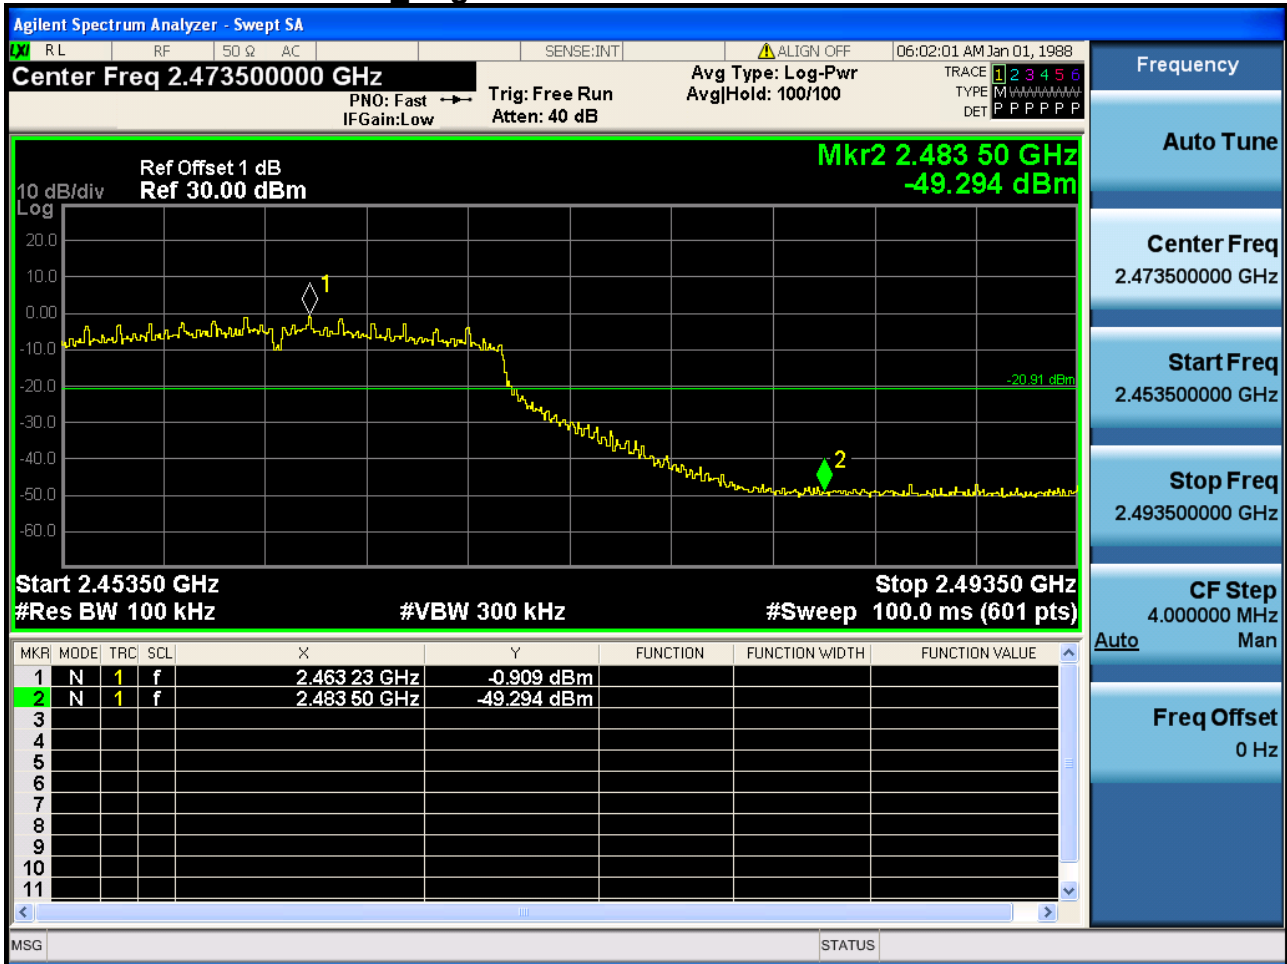 Agilent Spectrum Analyzer - Swept SA
LXI RL RF 50 Ω AC SENSE:INT ALIGN OFF 06:02:01 AM Jan 01, 1988
Center Freq 2.473500000 GHz
PNO: Fast
IFGain:Low
Trig: Free Run
Atten: 40 dB
Avg Type: Log-Pwr
Avg|Hold: 100/100
TRACE 1 2 3 4 5 6
TYPE M
DET P P P P P P
Mkr2 2.483 50 GHz
-49.294 dBm
Ref Offset 1 dB
10 dB/div Ref 30.00 dBm
Log
20.0
10.0
0.00
-10.0
-20.0
-30.0
-40.0
-50.0
-60.0
1
-20.91 dBm
2
Start 2.45350 GHz Stop 2.49350 GHz
#Res BW 100 kHz #VBW 300 kHz #Sweep 100.0 ms (601 pts)
MKR MODE TRC SCL X Y FUNCTION FUNCTION WIDTH FUNCTION VALUE
1 N 1 f 2.463 23 GHz -0.909 dBm
2 N 1 f 2.483 50 GHz -49.294 dBm
3
4
5
6
7
8
9
10
11
MSG STATUS
Frequency
Auto Tune
Center Freq
2.473500000 GHz
Start Freq
2.453500000 GHz
Stop Freq
2.493500000 GHz
CF Step
4.000000 MHz
Auto Man
Freq Offset
0 Hz